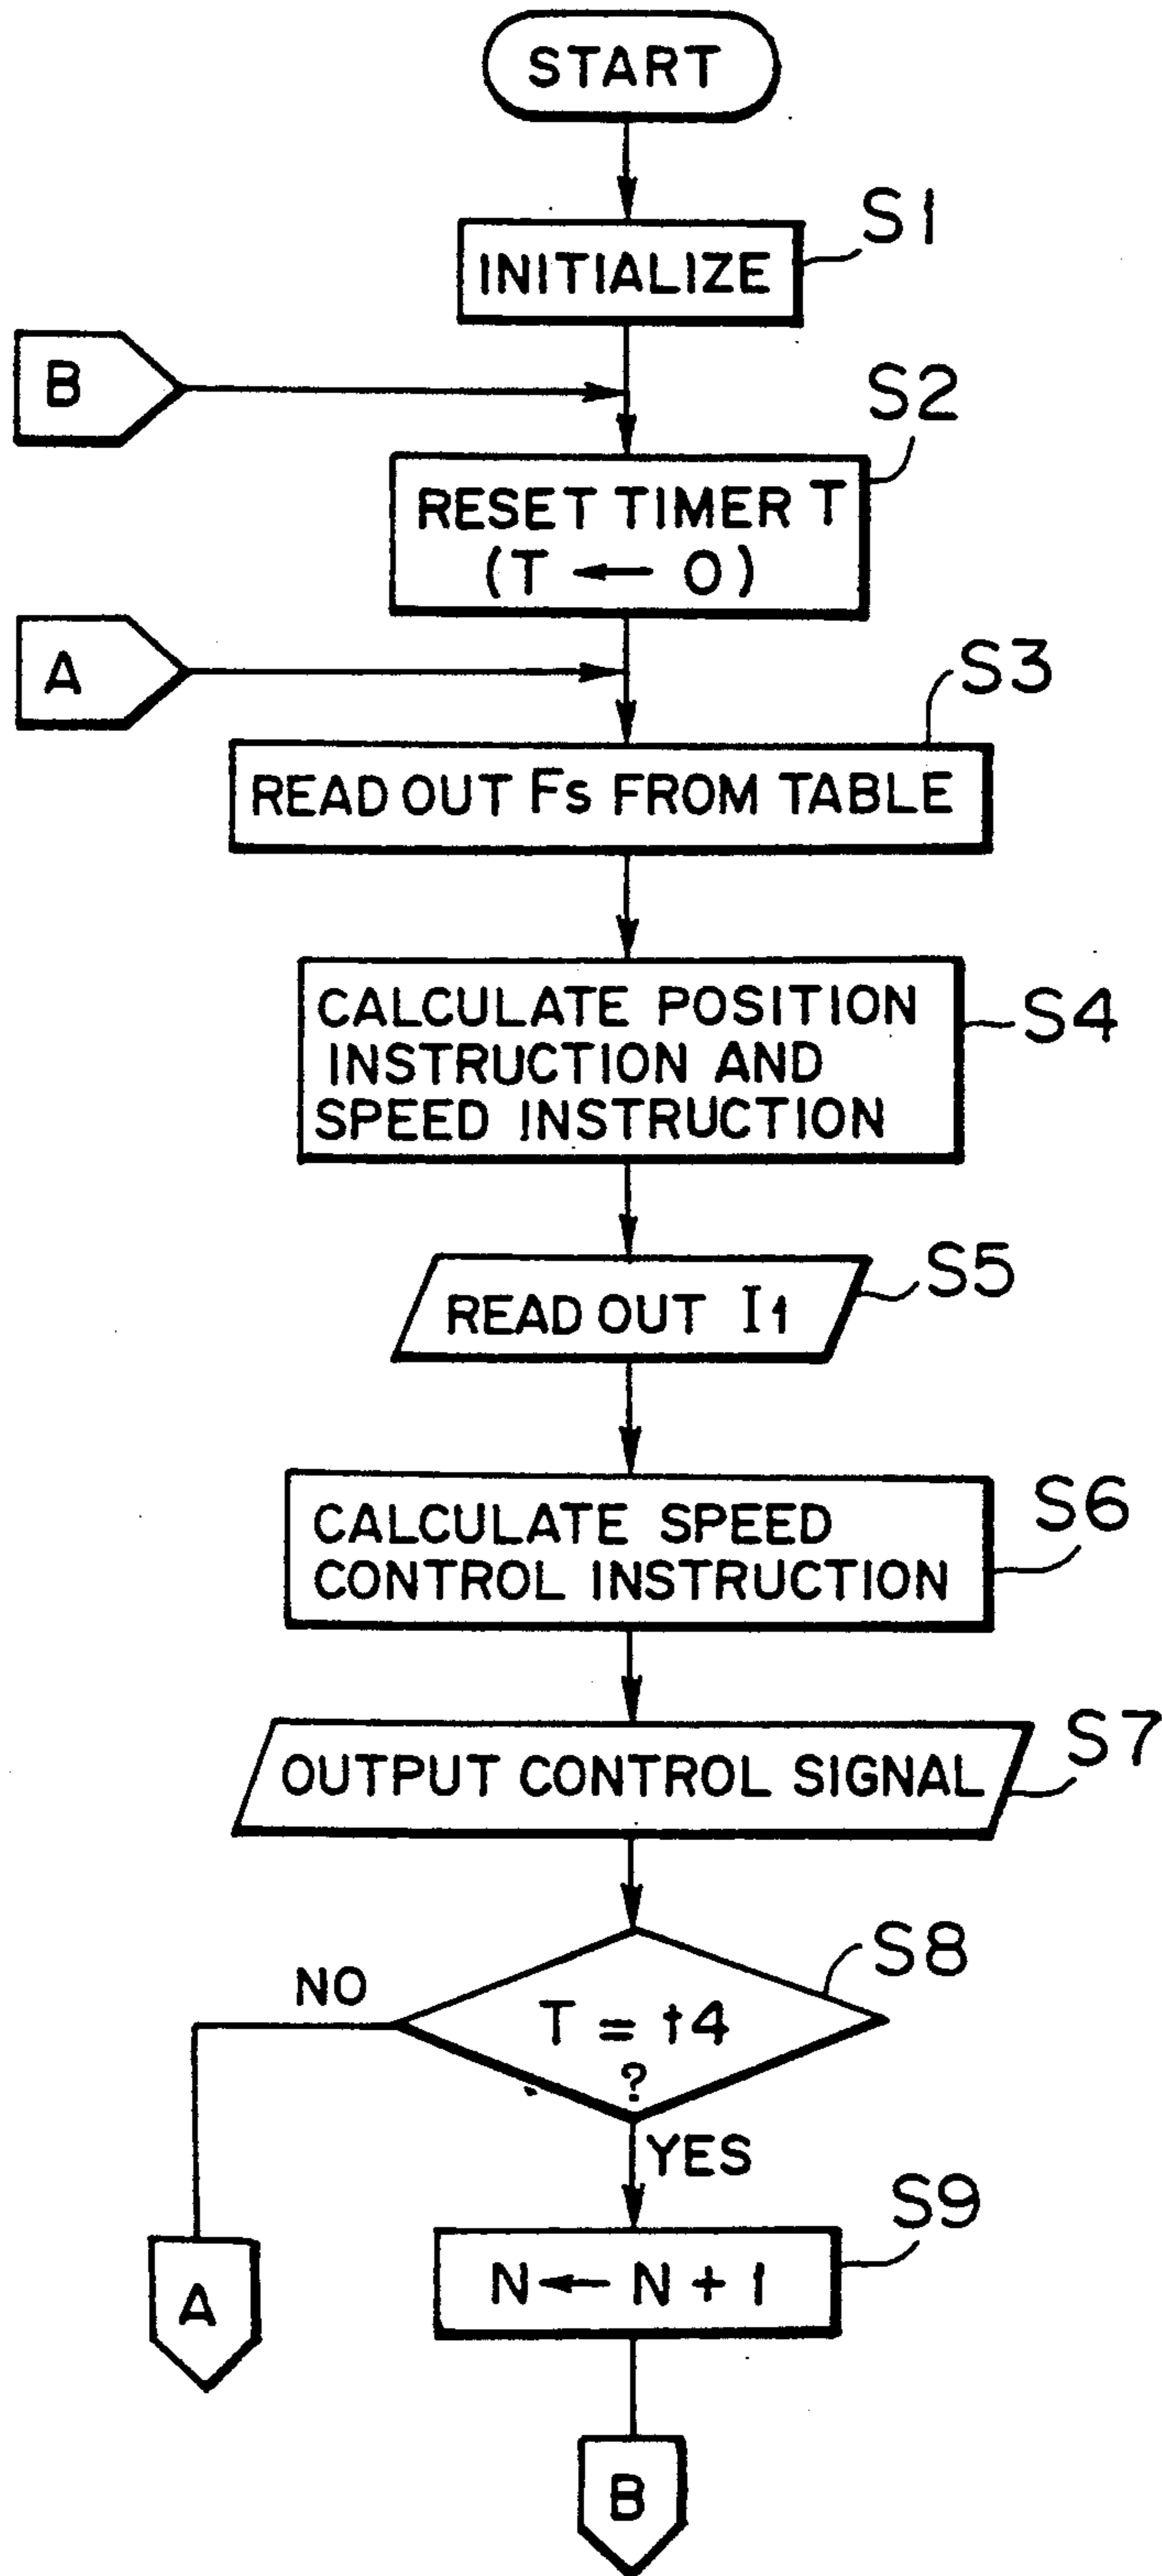 START
S1
INITIALIZE
B
S2
RESET TIMER T
(T ← 0)
A
S3
READ OUT Fs FROM TABLE
CALCULATE POSITION
INSTRUCTION AND
SPEED INSTRUCTION
S4
S5
READ OUT I1
S6
CALCULATE SPEED
CONTROL INSTRUCTION
S7
OUTPUT CONTROL SIGNAL
S8
NO
T = t4
?
YES
S9
N ← N + 1
A
B